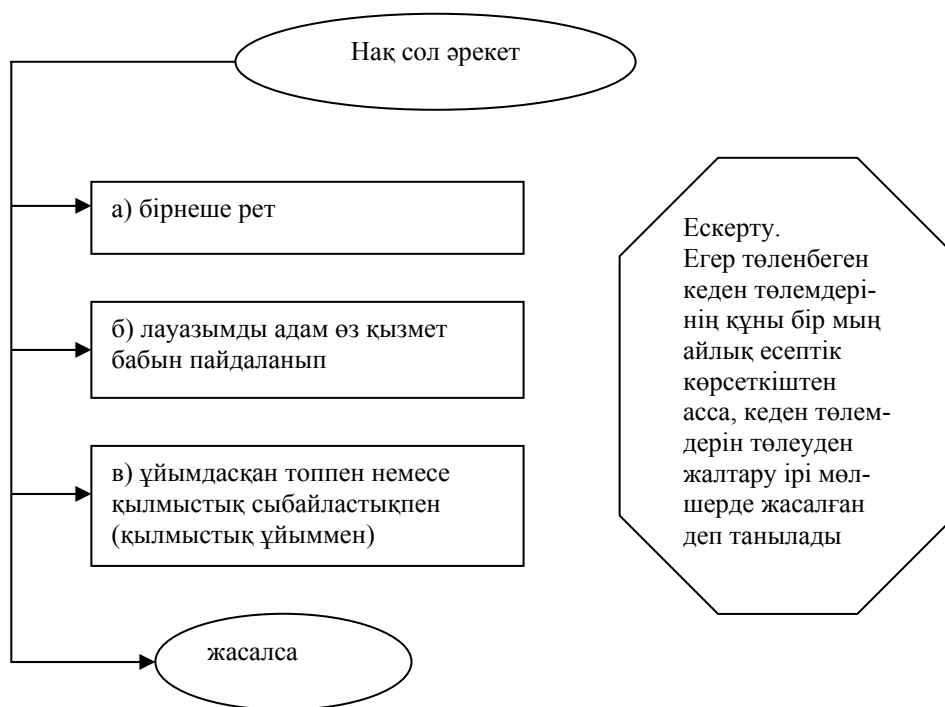 Нақ сол әрекет
а) бірнеше рет
б) лауазымды адам өз қызмет
бабын пайдаланып
в) ұйымдасқан топпен немесе
қылмыстық сыбайластықпен
(қылмыстық ұйыммен)
жасалса
Ескерту.
Егер төленбеген
кеден төлемдері-
нің құны бір мың
айлық есептік
көрсеткіштен
асса, кеден төлем-
дерін төлеуден
жалтару ірі мөл-
шерде жасалған
деп танылады